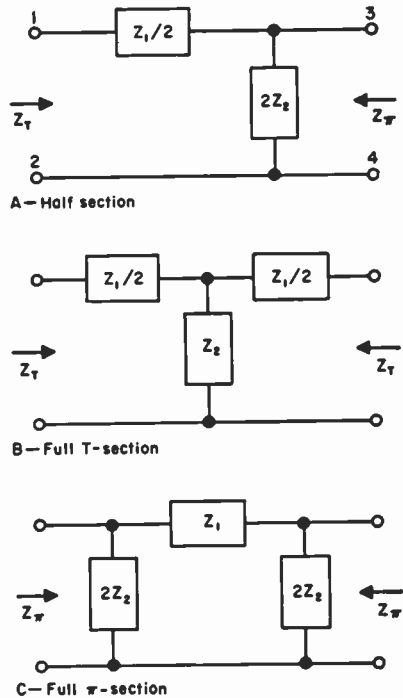 1
3
Z₁/2
2Z₂
Z_T
Z_π
2
4
A—Half section
Z₁/2
Z₁/2
Z₂
Z_T
Z_T
B—Full T-section
Z₁
2Z₂
2Z₂
Z_π
Z_π
C—Full π-section